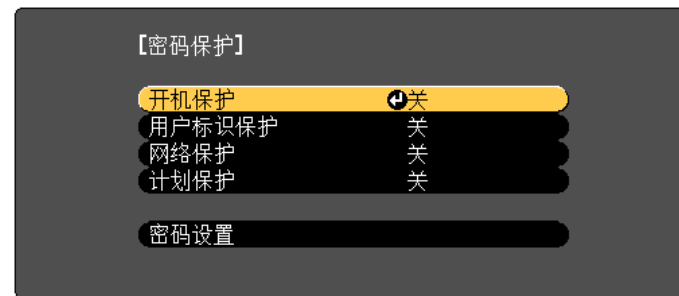 [密码保护]
开机保护 关
用户标识保护 关
网络保护 关
计划保护 关
密码设置